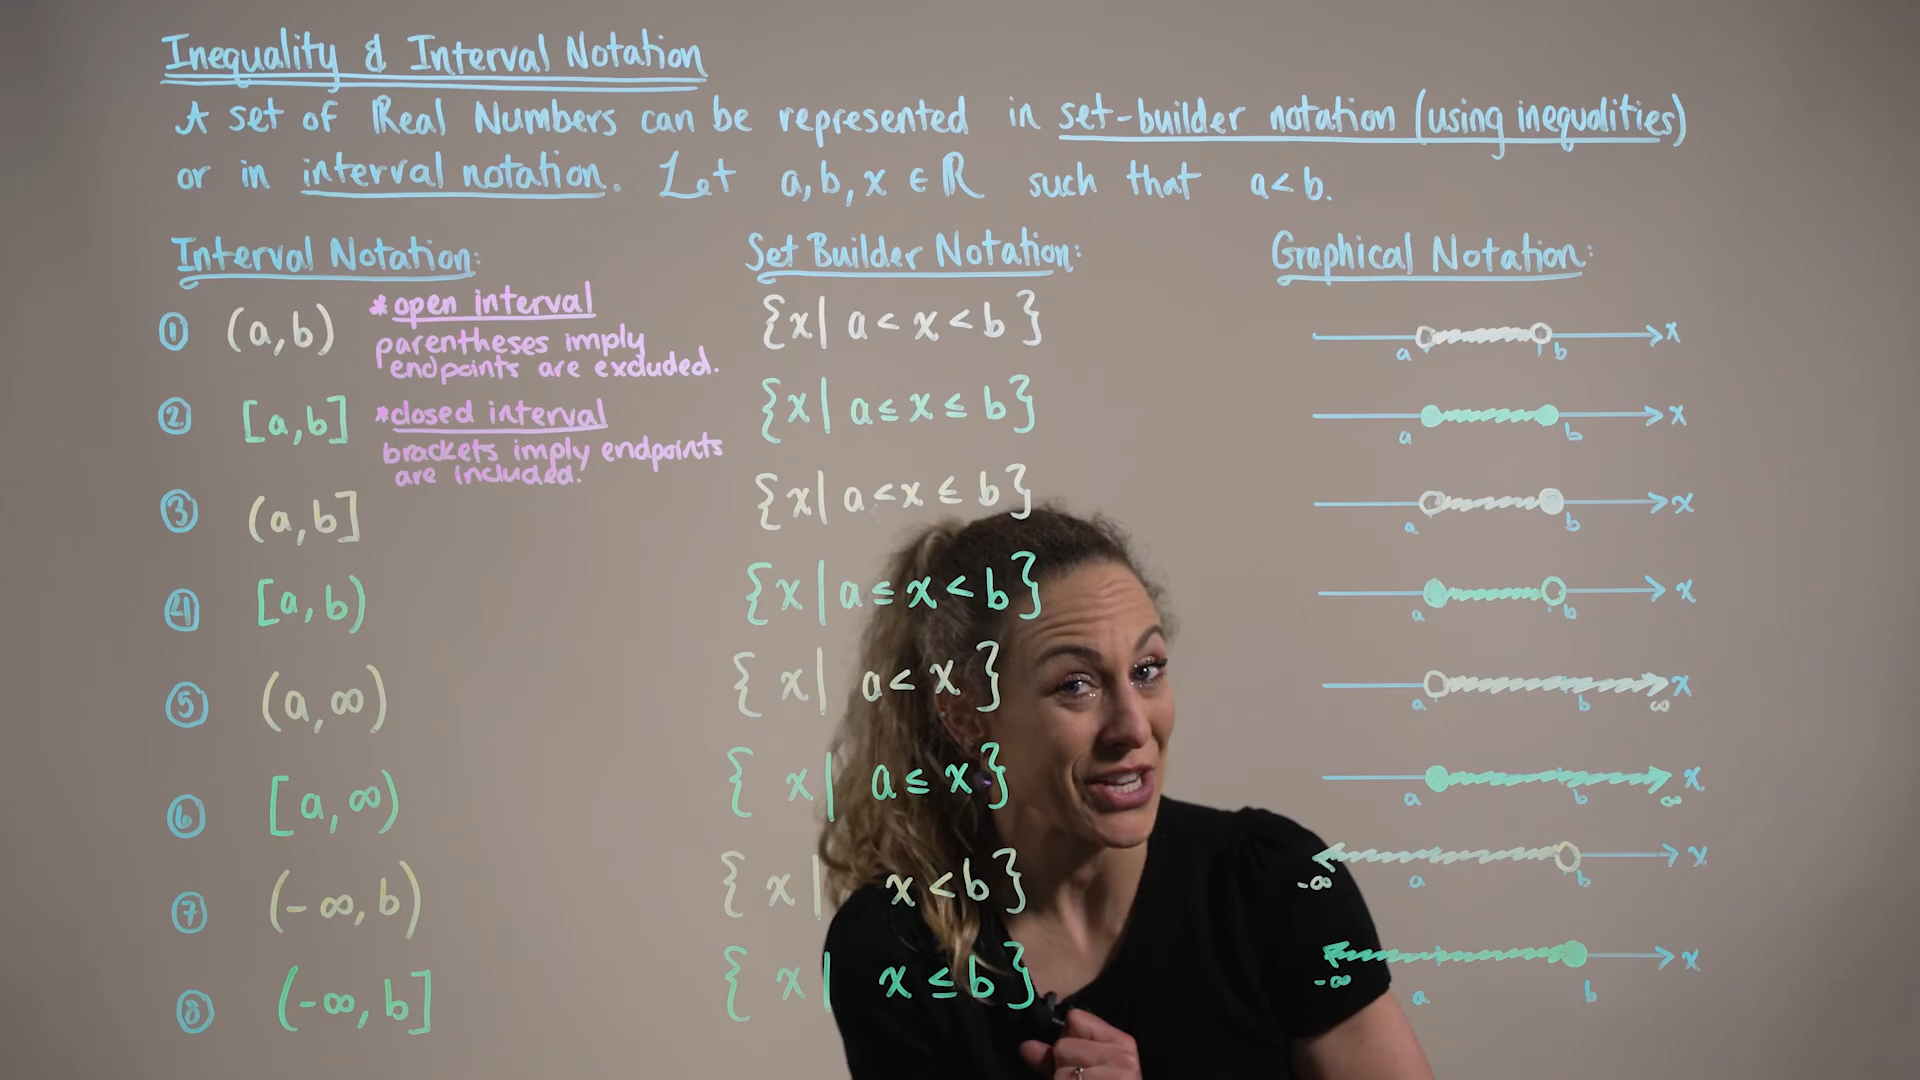 Inequality & Interval Notation
A set of Real Numbers can be represented in set-builder notation (using inequalities)
or in interval notation. Let a, b, x ∈ ℝ such that a < b.
Interval Notation: Set Builder Notation: Graphical Notation:
① (a, b) *open interval {x| a < x < b} x
parentheses imply a b
endpoints are excluded.
② [a, b] *closed interval {x| a ≤ x ≤ b} x
brackets imply endpoints a b
are included.
③ (a, b] {x| a < x ≤ b} x
a b
④ [a, b) {x| a ≤ x < b} x
a b
⑤ (a, ∞) {x| a < x} x
a b ∞
⑥ [a, ∞) {x| a ≤ x} x
a b ∞
⑦ (-∞, b) {x| x < b} x
-∞ a b
⑧ (-∞, b] {x| x ≤ b} x
-∞ a b